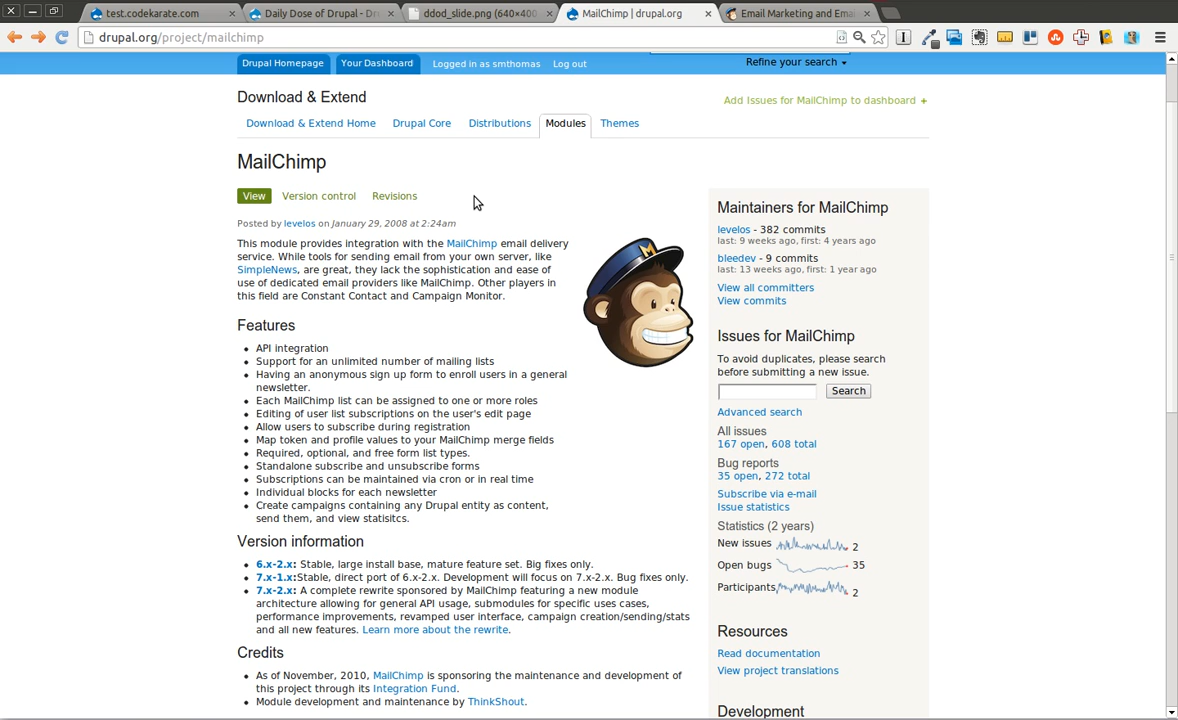 test.codekarate.com
Daily Dose of Drupal - Dr
ddod_slide.png (640×400
MailChimp | drupal.org
Email Marketing and Ema
drupal.org/project/mailchimp
Drupal Homepage
Your Dashboard
Logged in as smthomas
Log out
Refine your search
Download & Extend
Add Issues for MailChimp to dashboard +
Download & Extend Home
Drupal Core
Distributions
Modules
Themes
MailChimp
View
Version control
Revisions
Posted by levelos on January 29, 2008 at 2:24am
This module provides integration with the MailChimp email delivery
service. While tools for sending email from your own server, like
SimpleNews, are great, they lack the sophistication and ease of
use of dedicated email providers like MailChimp. Other players in
this field are Constant Contact and Campaign Monitor.
M
Features
API integration
Support for an unlimited number of mailing lists
Having an anonymous sign up form to enroll users in a general
newsletter.
Each MailChimp list can be assigned to one or more roles
Editing of user list subscriptions on the user's edit page
Allow users to subscribe during registration
Map token and profile values to your MailChimp merge fields
Required, optional, and free form list types.
Standalone subscribe and unsubscribe forms
Subscriptions can be maintained via cron or in real time
Individual blocks for each newsletter
Create campaigns containing any Drupal entity as content,
send them, and view statisitcs.
Version information
6.x-2.x: Stable, large install base, mature feature set. Big fixes only.
7.x-1.x:Stable, direct port of 6.x-2.x. Development will focus on 7.x-2.x. Bug fixes only.
7.x-2.x: A complete rewrite sponsored by MailChimp featuring a new module
architecture allowing for general API usage, submodules for specific uses cases,
performance improvements, revamped user interface, campaign creation/sending/stats
and all new features. Learn more about the rewrite.
Credits
As of November, 2010, MailChimp is sponsoring the maintenance and development of
this project through its Integration Fund.
Module development and maintenance by ThinkShout.
Maintainers for MailChimp
levelos - 382 commits
last: 9 weeks ago, first: 4 years ago
bleedev - 9 commits
last: 13 weeks ago, first: 1 year ago
View all committers
View commits
Issues for MailChimp
To avoid duplicates, please search
before submitting a new issue.
Search
Advanced search
All issues
167 open, 608 total
Bug reports
35 open, 272 total
Subscribe via e-mail
Issue statistics
Statistics (2 years)
New issues 2
Open bugs 35
Participants 2
Resources
Read documentation
View project translations
Development